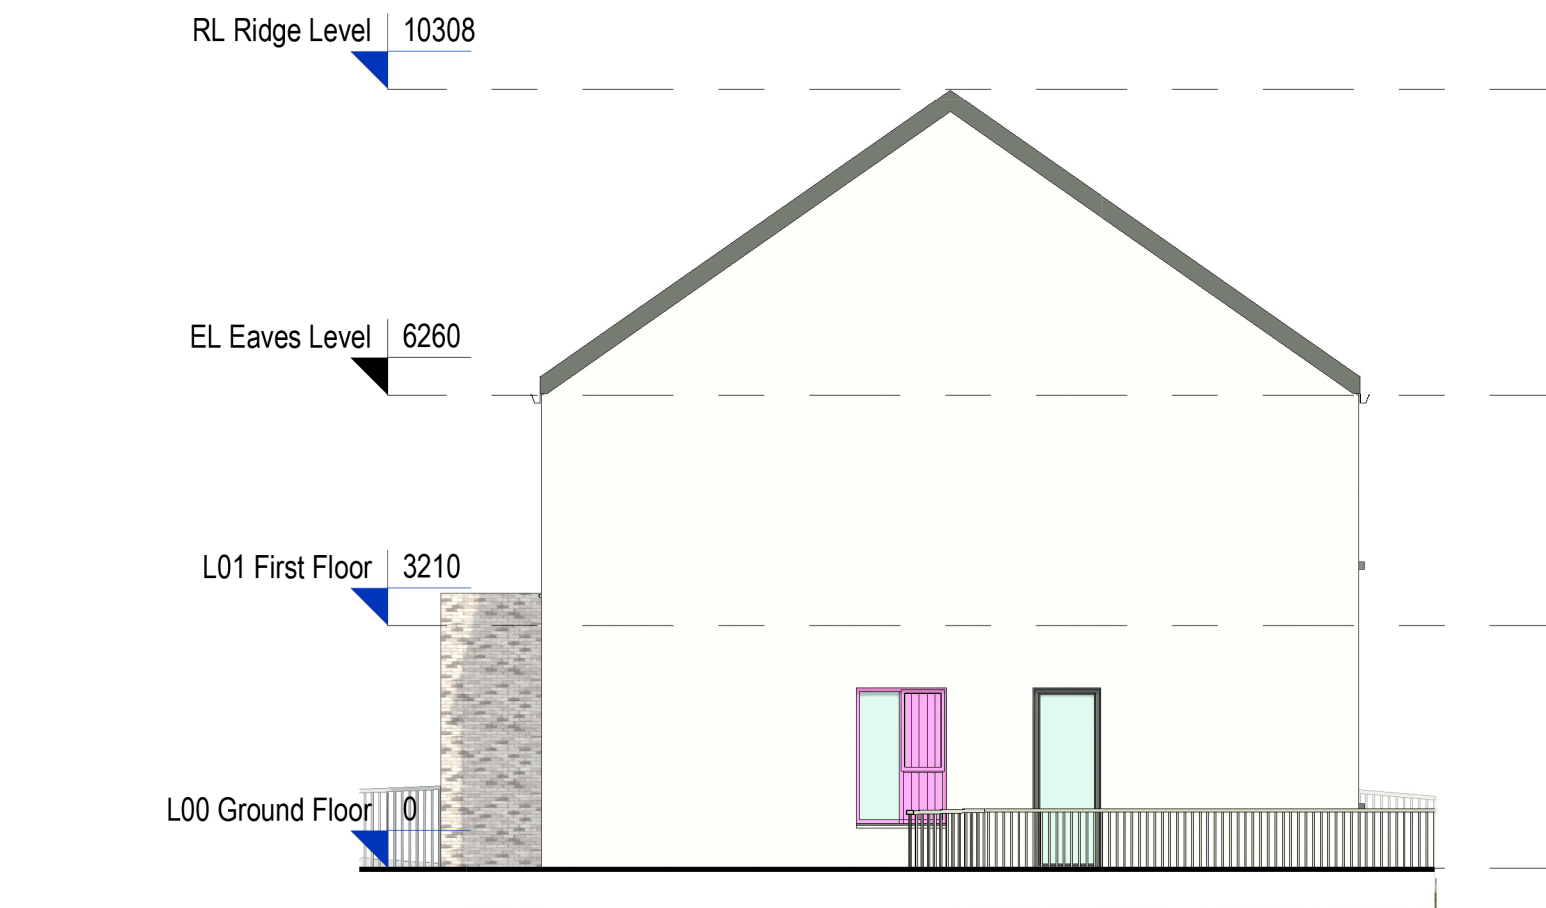 RL Ridge Level 10308
EL Eaves Level 6260
L01 First Floor 3210
L00 Ground Floor 0